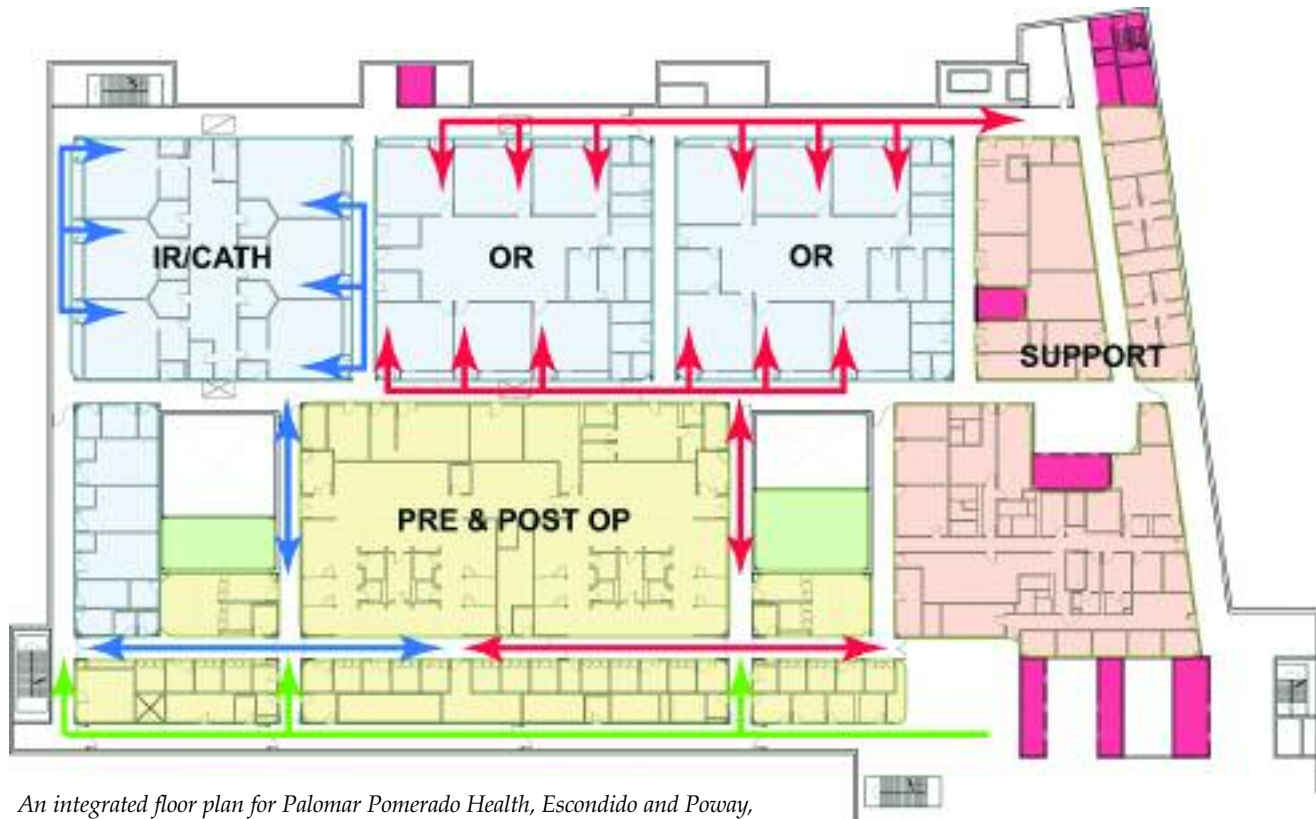 IR/CATH
OR
OR
SUPPORT
PRE & POST OP
An integrated floor plan for Palomar Pomerado Health, Escondido and Poway,